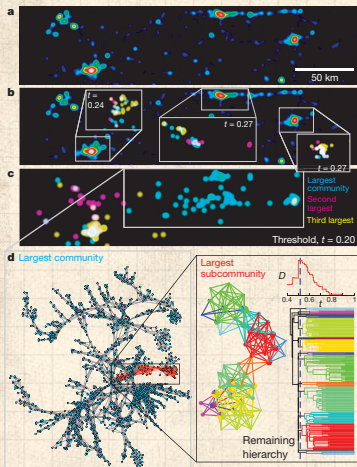 a
50 km
b
t =
0.24
t = 0.27
t = 0.27
c
Largest
community
Second
largest
Third largest
Threshold, t = 0.20
d Largest community
Largest
subcommunity
D
0.4 0.6 0.8 1
t
Remaining
hierarchy